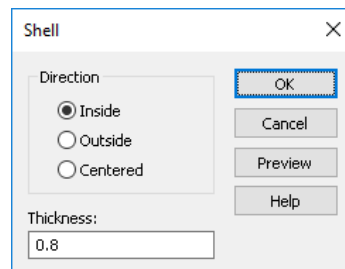 Shell
Direction
Inside
Outside
Centered
Thickness:
0.8
OK
Cancel
Preview
Help